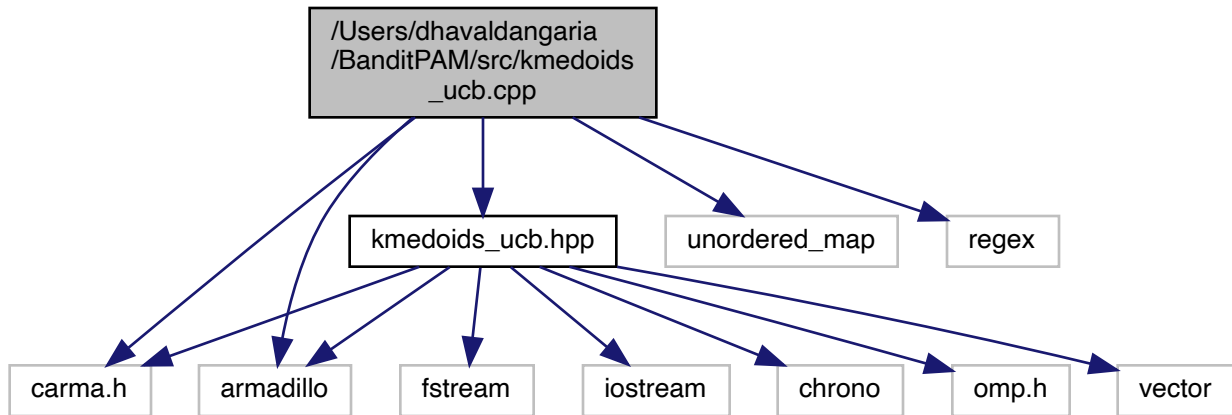 /Users/dhavaldangaria
/BanditPAM/src/kmedoids
_ucb.cpp
kmedoids_ucb.hpp
unordered_map
regex
carma.h
armadillo
fstream
iostream
chrono
omp.h
vector